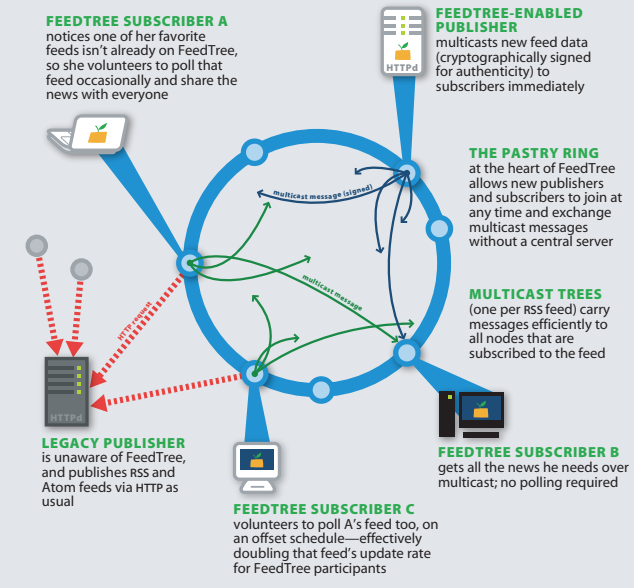 FEEDTREE SUBSCRIBER A
notices one of her favorite
feeds isn’t already on FeedTree,
so she volunteers to poll that
feed occasionally and share the
news with everyone
FEEDTREE-ENABLED
PUBLISHER
multicasts new feed data
(cryptographically signed
for authenticity) to
subscribers immediately
HTTPd
THE PASTRY RING
at the heart of FeedTree
allows new publishers
and subscribers to join at
any time and exchange
multicast messages
without a central server
multicast message (signed)
multicast message
HTTP request
MULTICAST TREES
(one per RSS feed) carry
messages efficiently to
all nodes that are
subscribed to the feed
HTTPd
LEGACY PUBLISHER
is unaware of FeedTree,
and publishes RSS and
Atom feeds via HTTP as
usual
FEEDTREE SUBSCRIBER B
gets all the news he needs over
multicast; no polling required
FEEDTREE SUBSCRIBER C
volunteers to poll A’s feed too, on
an offset schedule—effectively
doubling that feed’s update rate
for FeedTree participants